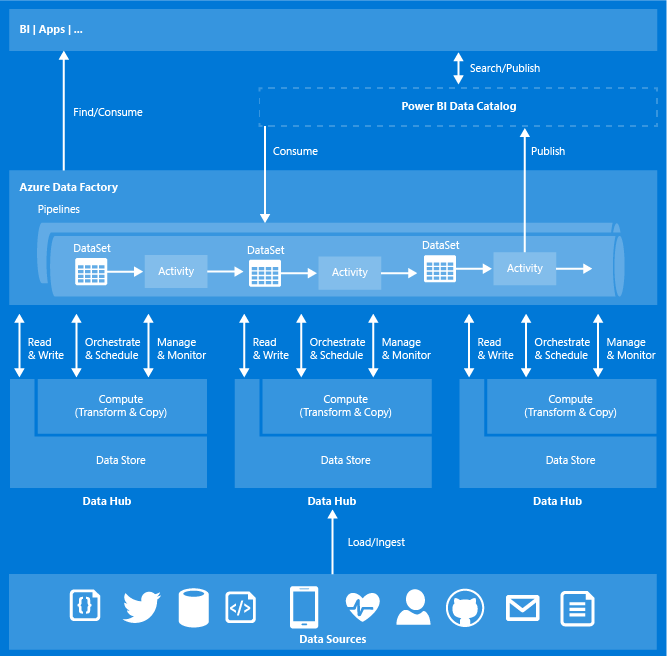 BI | Apps | ...
Search/Publish
Find/Consume
Power BI Data Catalog
Consume
Publish
Azure Data Factory
Pipelines
DataSet
Activity
DataSet
Activity
DataSet
Activity
Read
& Write
Orchestrate
& Schedule
Manage
& Monitor
Read
& Write
Orchestrate
& Schedule
Manage
& Monitor
Read
& Write
Orchestrate
& Schedule
Manage
& Monitor
Compute
(Transform & Copy)
Data Store
Data Hub
Compute
(Transform & Copy)
Data Store
Data Hub
Compute
(Transform & Copy)
Data Store
Data Hub
Load/Ingest
{}
</>
Data Sources